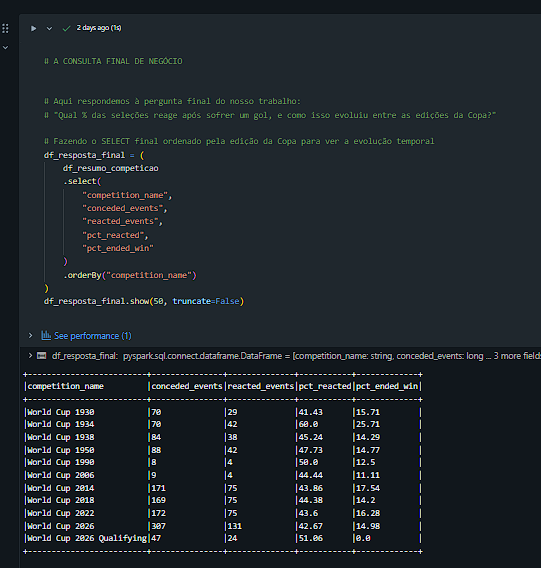 2 days ago (1s)
# A CONSULTA FINAL DE NEGÓCIO
# Aqui respondemos à pergunta final do nosso trabalho:
# "Qual % das seleções reage após sofrer um gol, e como isso evoluiu entre as edições da Copa?"
# Fazendo o SELECT final ordenado pela edição da Copa para ver a evolução temporal
df_resposta_final = (
df_resumo_competicao
.select(
"competition_name",
"conceded_events",
"reacted_events",
"pct_reacted",
"pct_ended_win"
)
.orderBy("competition_name")
)
df_resposta_final.show(50, truncate=False)
See performance (1)
df_resposta_final: pyspark.sql.connect.dataframe.DataFrame = [competition_name: string, conceded_events: long ... 3 more fields
+--------------------------+---------------+--------------+-----------+-------------+
|competition_name |conceded_events|reacted_events|pct_reacted|pct_ended_win|
+--------------------------+---------------+--------------+-----------+-------------+
|World Cup 1930 |70 |29 |41.43 |15.71 |
|World Cup 1934 |70 |42 |60.0 |25.71 |
|World Cup 1938 |84 |38 |45.24 |14.29 |
|World Cup 1950 |88 |42 |47.73 |14.77 |
|World Cup 1990 |8 |4 |50.0 |12.5 |
|World Cup 2006 |9 |4 |44.44 |11.11 |
|World Cup 2014 |171 |75 |43.86 |17.54 |
|World Cup 2018 |169 |75 |44.38 |14.2 |
|World Cup 2022 |172 |75 |43.6 |16.28 |
|World Cup 2026 |307 |131 |42.67 |14.98 |
|World Cup 2026 Qualifying|47 |24 |51.06 |0.0 |
+--------------------------+---------------+--------------+-----------+-------------+